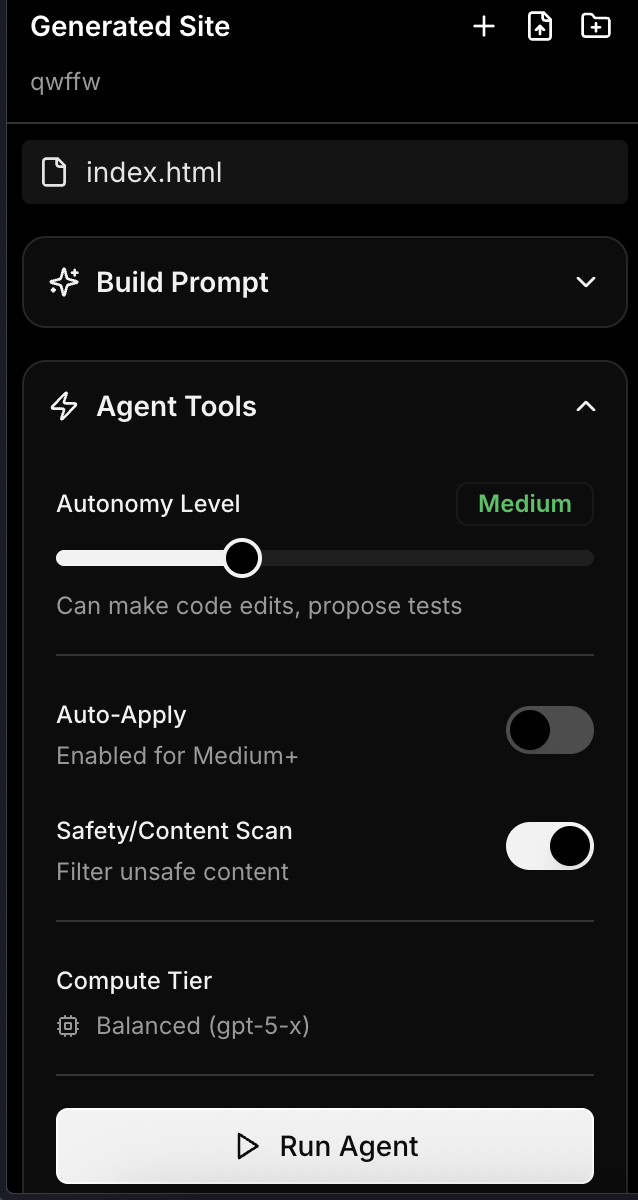 Generated Site
qwffw
index.html
Build Prompt
Agent Tools
Autonomy Level
Medium
Can make code edits, propose tests
Auto-Apply
Enabled for Medium+
Safety/Content Scan
Filter unsafe content
Compute Tier
Balanced (gpt-5-x)
Run Agent